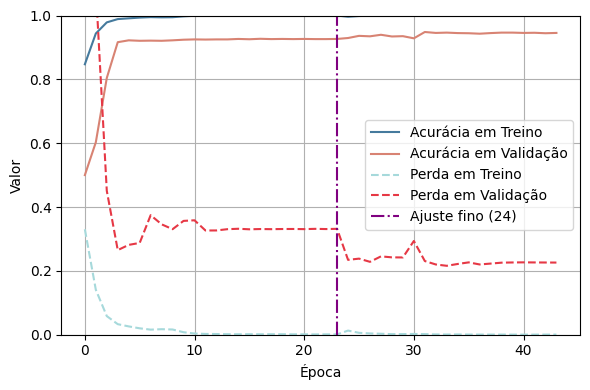 1.0
0.8
0.6
0.4
0.2
0.0
Valor
0
10
20
30
40
Época
Acurácia em Treino
Acurácia em Validação
Perda em Treino
Perda em Validação
Ajuste fino (24)